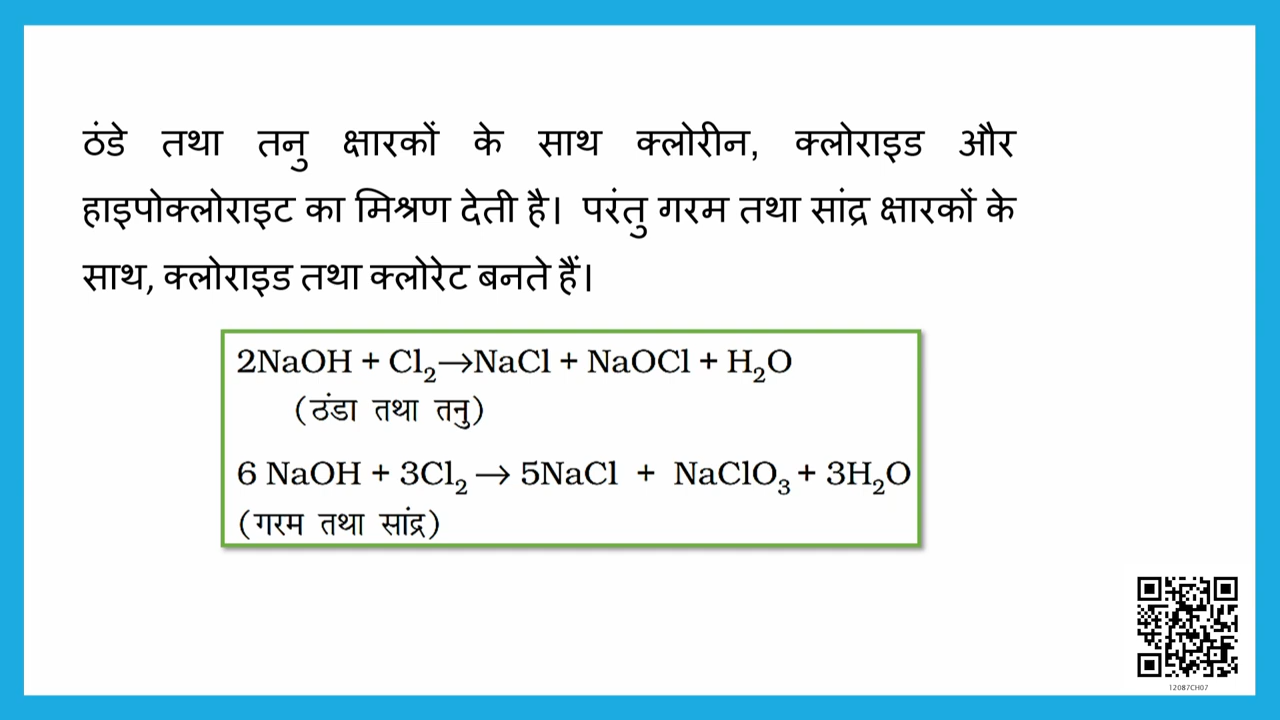 ठंडे तथा तनु क्षारकों के साथ क्लोरीन, क्लोराइड और
हाइपोक्लोराइट का मिश्रण देती है। परंतु गरम तथा सांद्र क्षारकों के
साथ, क्लोराइड तथा क्लोरेट बनते हैं।
2NaOH + Cl₂→NaCl + NaOCl + H₂O
(ठंडा तथा तनु)
6 NaOH + 3Cl₂ → 5NaCl + NaClO₃ + 3H₂O
(गरम तथा सांद्र)
12087CH07